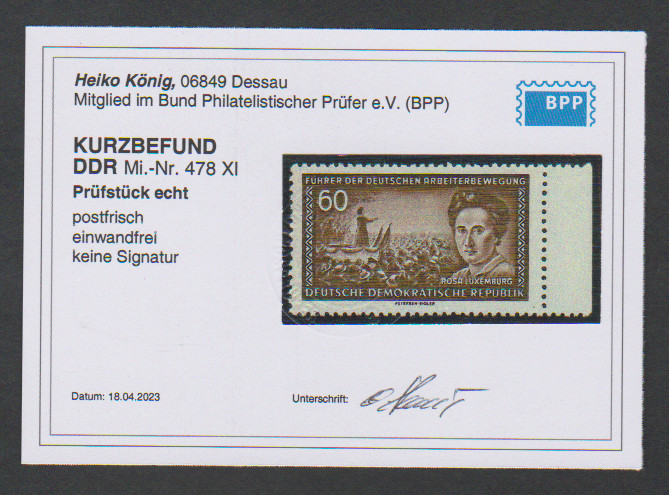 Heiko König, 06849 Dessau
Mitglied im Bund Philatelistischer Prüfer e.V. (BPP)
BPP
KURZBEFUND
DDR Mi.-Nr. 478 XI
Prüfstück echt
postfrisch
einwandfrei
keine Signatur
FÜHRER DER DEUTSCHEN ARBEITERBEWEGUNG
60
ROSA LUXEMBURG
DEUTSCHE DEMOKRATISCHE REPUBLIK
Datum: 18.04.2023
Unterschrift: